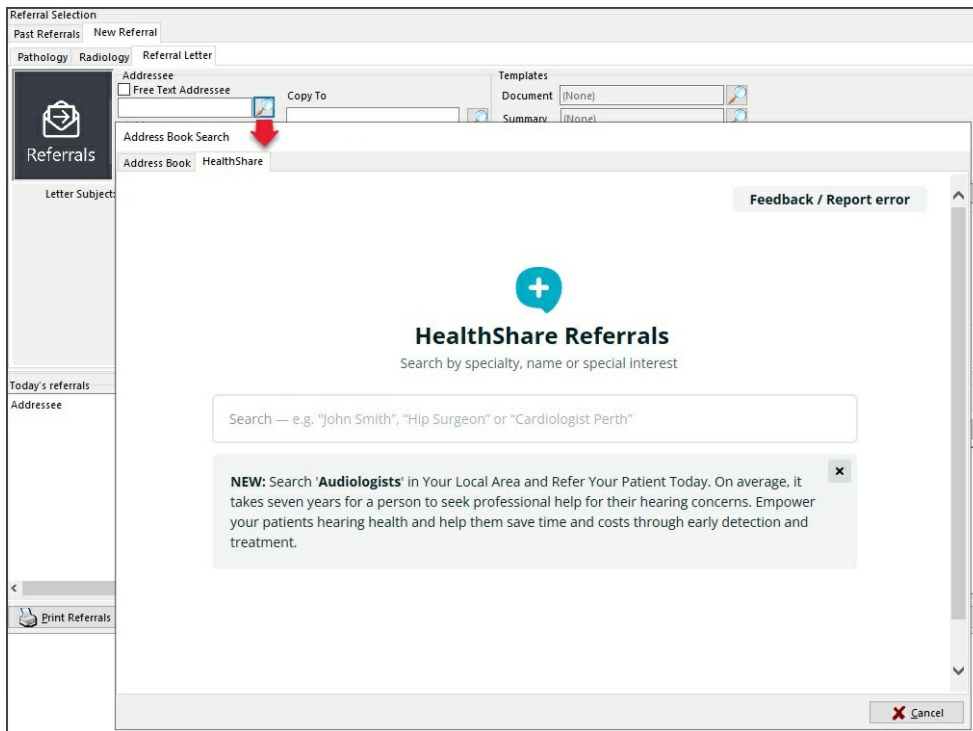 Referral Selection
Past Referrals New Referral
Pathology Radiology Referral Letter
Addressee
Free Text Addressee
Copy To
Templates
Document (None)
Summary (None)
Referrals
Letter Subject:
Address Book Search
Address Book HealthShare
Feedback / Report error
HealthShare Referrals
Search by specialty, name or special interest
Search — e.g. "John Smith", "Hip Surgeon" or "Cardiologist Perth"
NEW: Search 'Audiologists' in Your Local Area and Refer Your Patient Today. On average, it
takes seven years for a person to seek professional help for their hearing concerns. Empower
your patients hearing health and help them save time and costs through early detection and
treatment.
Today's referrals
Addressee
Print Referrals
Cancel